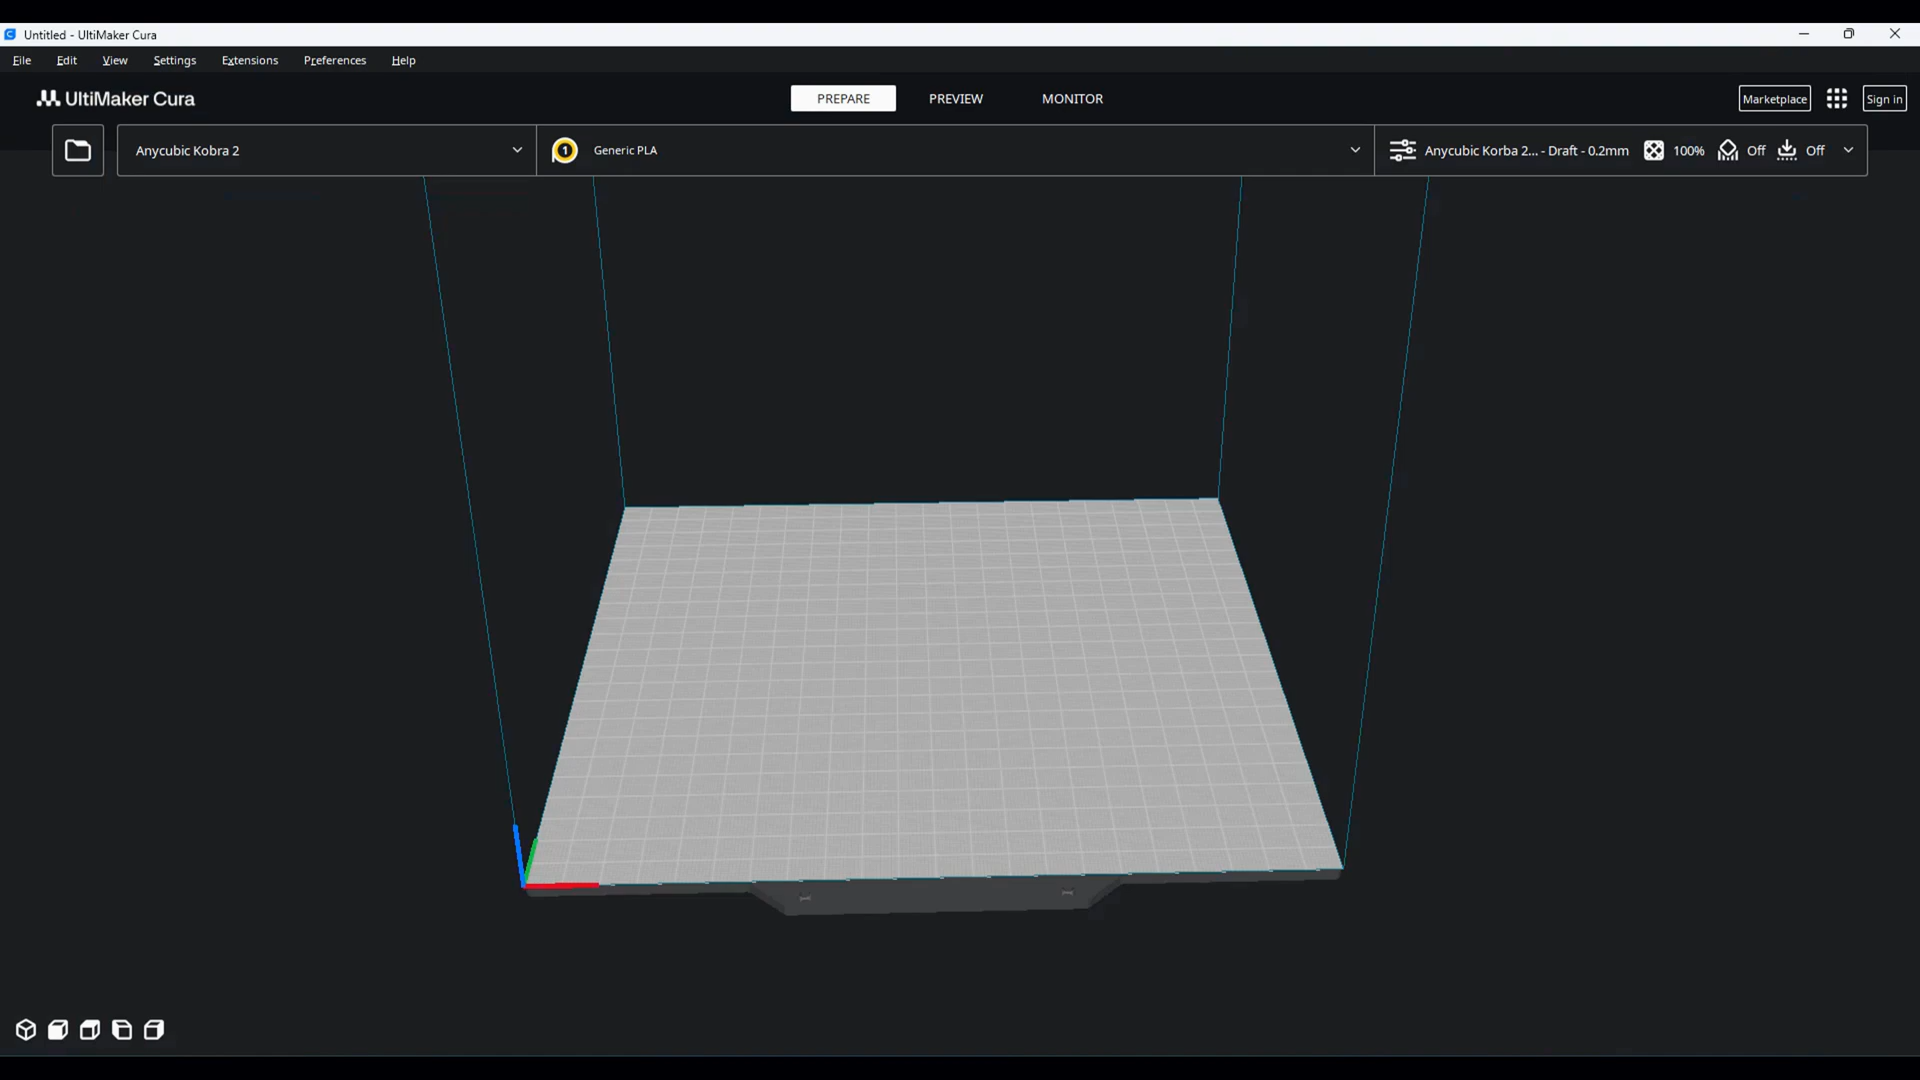 Untitled - UltiMaker Cura
File Edit View Settings Extensions Preferences Help
UltiMaker Cura PREPARE PREVIEW MONITOR Marketplace Sign in
Anycubic Kobra 2 1 Generic PLA Anycubic Korba 2... - Draft - 0.2mm 100% Off Off